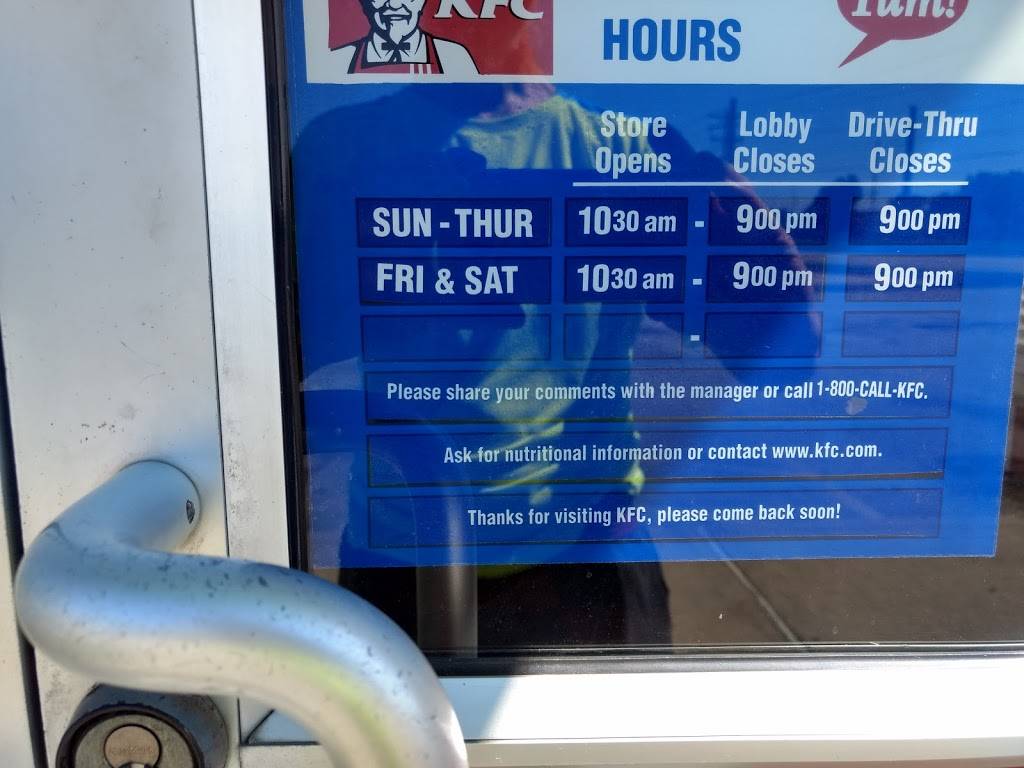 KFC
Yum!
HOURS
Store Opens Lobby Closes Drive-Thru Closes
SUN - THUR 1030 am - 900 pm 900 pm
FRI & SAT 1030 am - 900 pm 900 pm
-
Please share your comments with the manager or call 1-800-CALL-KFC.
Ask for nutritional information or contact www.kfc.com.
Thanks for visiting KFC, please come back soon!